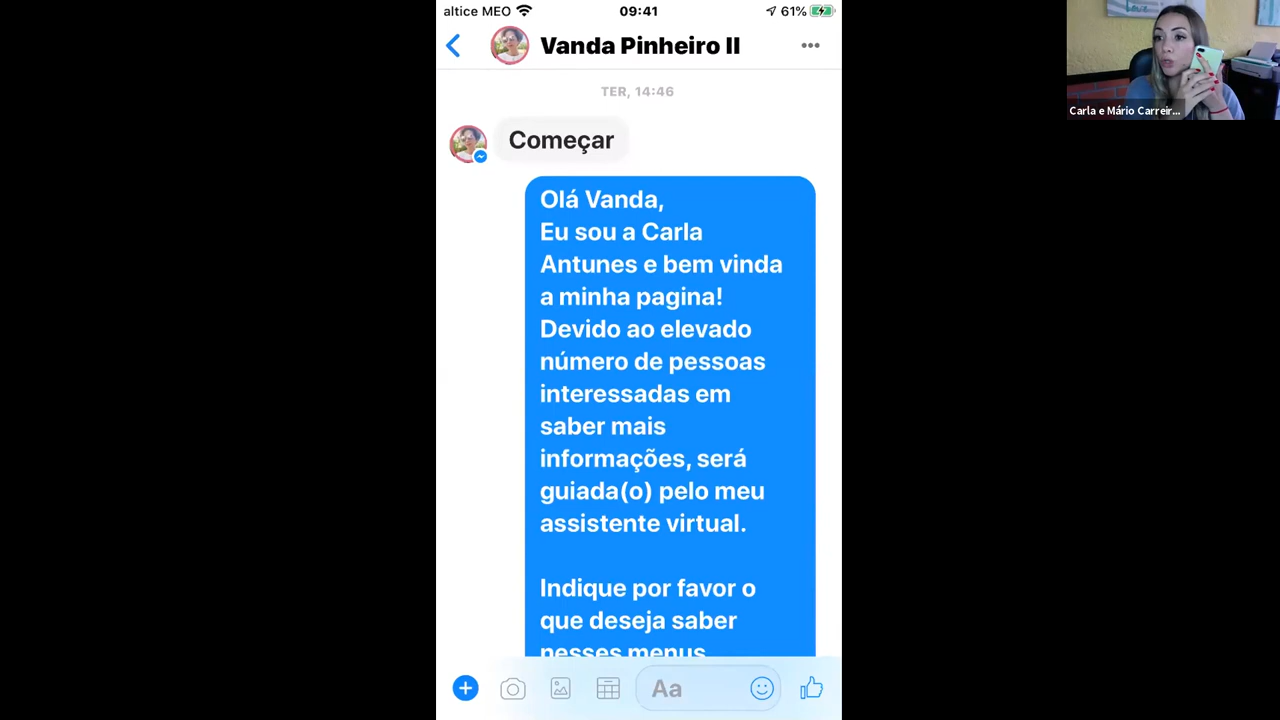 altice MEO
09:41
61%
Vanda Pinheiro II
TER, 14:46
Começar
Olá Vanda,
Eu sou a Carla
Antunes e bem vinda
a minha pagina!
Devido ao elevado
número de pessoas
interessadas em
saber mais
informações, será
guiada(o) pelo meu
assistente virtual.
Indique por favor o
que deseja saber
nesses menus
Aa
Carla e Mário Carreir...